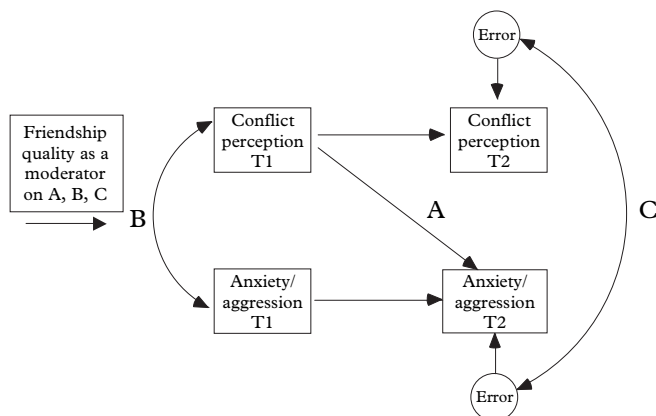 Error
Conflict
perception
T1
Conflict
perception
T2
Friendship
quality as a
moderator
on A, B, C
B
A
C
Anxiety/
aggression
T1
Anxiety/
aggression
T2
Error